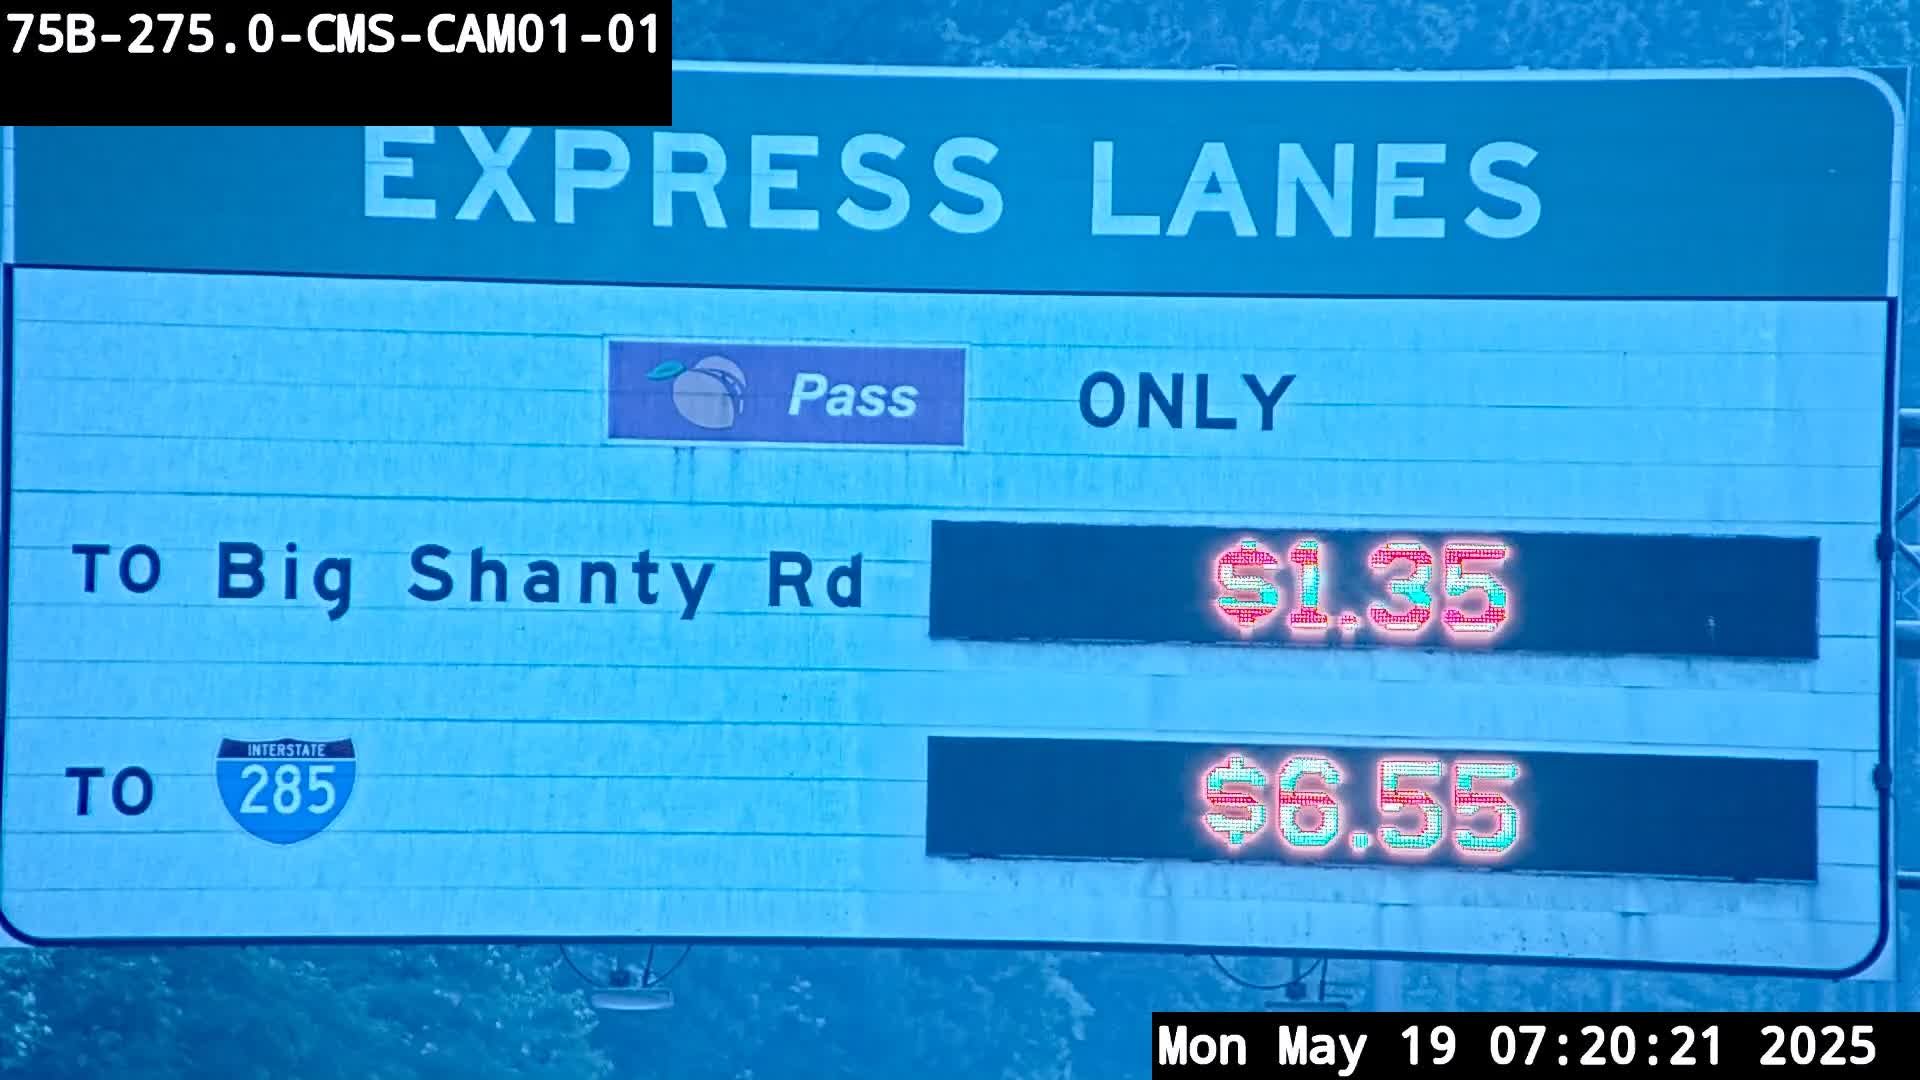 75B-275.0-CMS-CAM01-01
EXPRESS LANES
Pass ONLY
TO Big Shanty Rd $1.35
TO INTERSTATE 285 $6.55
Mon May 19 07:20:21 2025